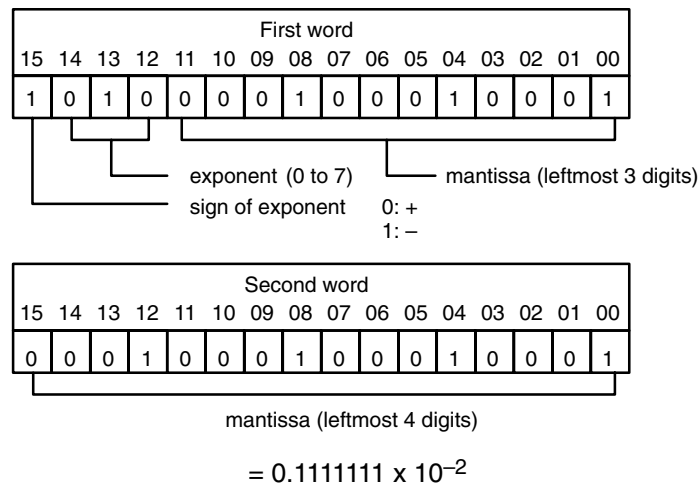 First word
15 14 13 12 11 10 09 08 07 06 05 04 03 02 01 00
1 0 1 0 0 0 0 1 0 0 0 1 0 0 0 1
exponent (0 to 7)
mantissa (leftmost 3 digits)
sign of exponent 0: +
1: –
Second word
15 14 13 12 11 10 09 08 07 06 05 04 03 02 01 00
0 0 0 1 0 0 0 1 0 0 0 1 0 0 0 1
mantissa (leftmost 4 digits)
= 0.1111111 x 10⁻²